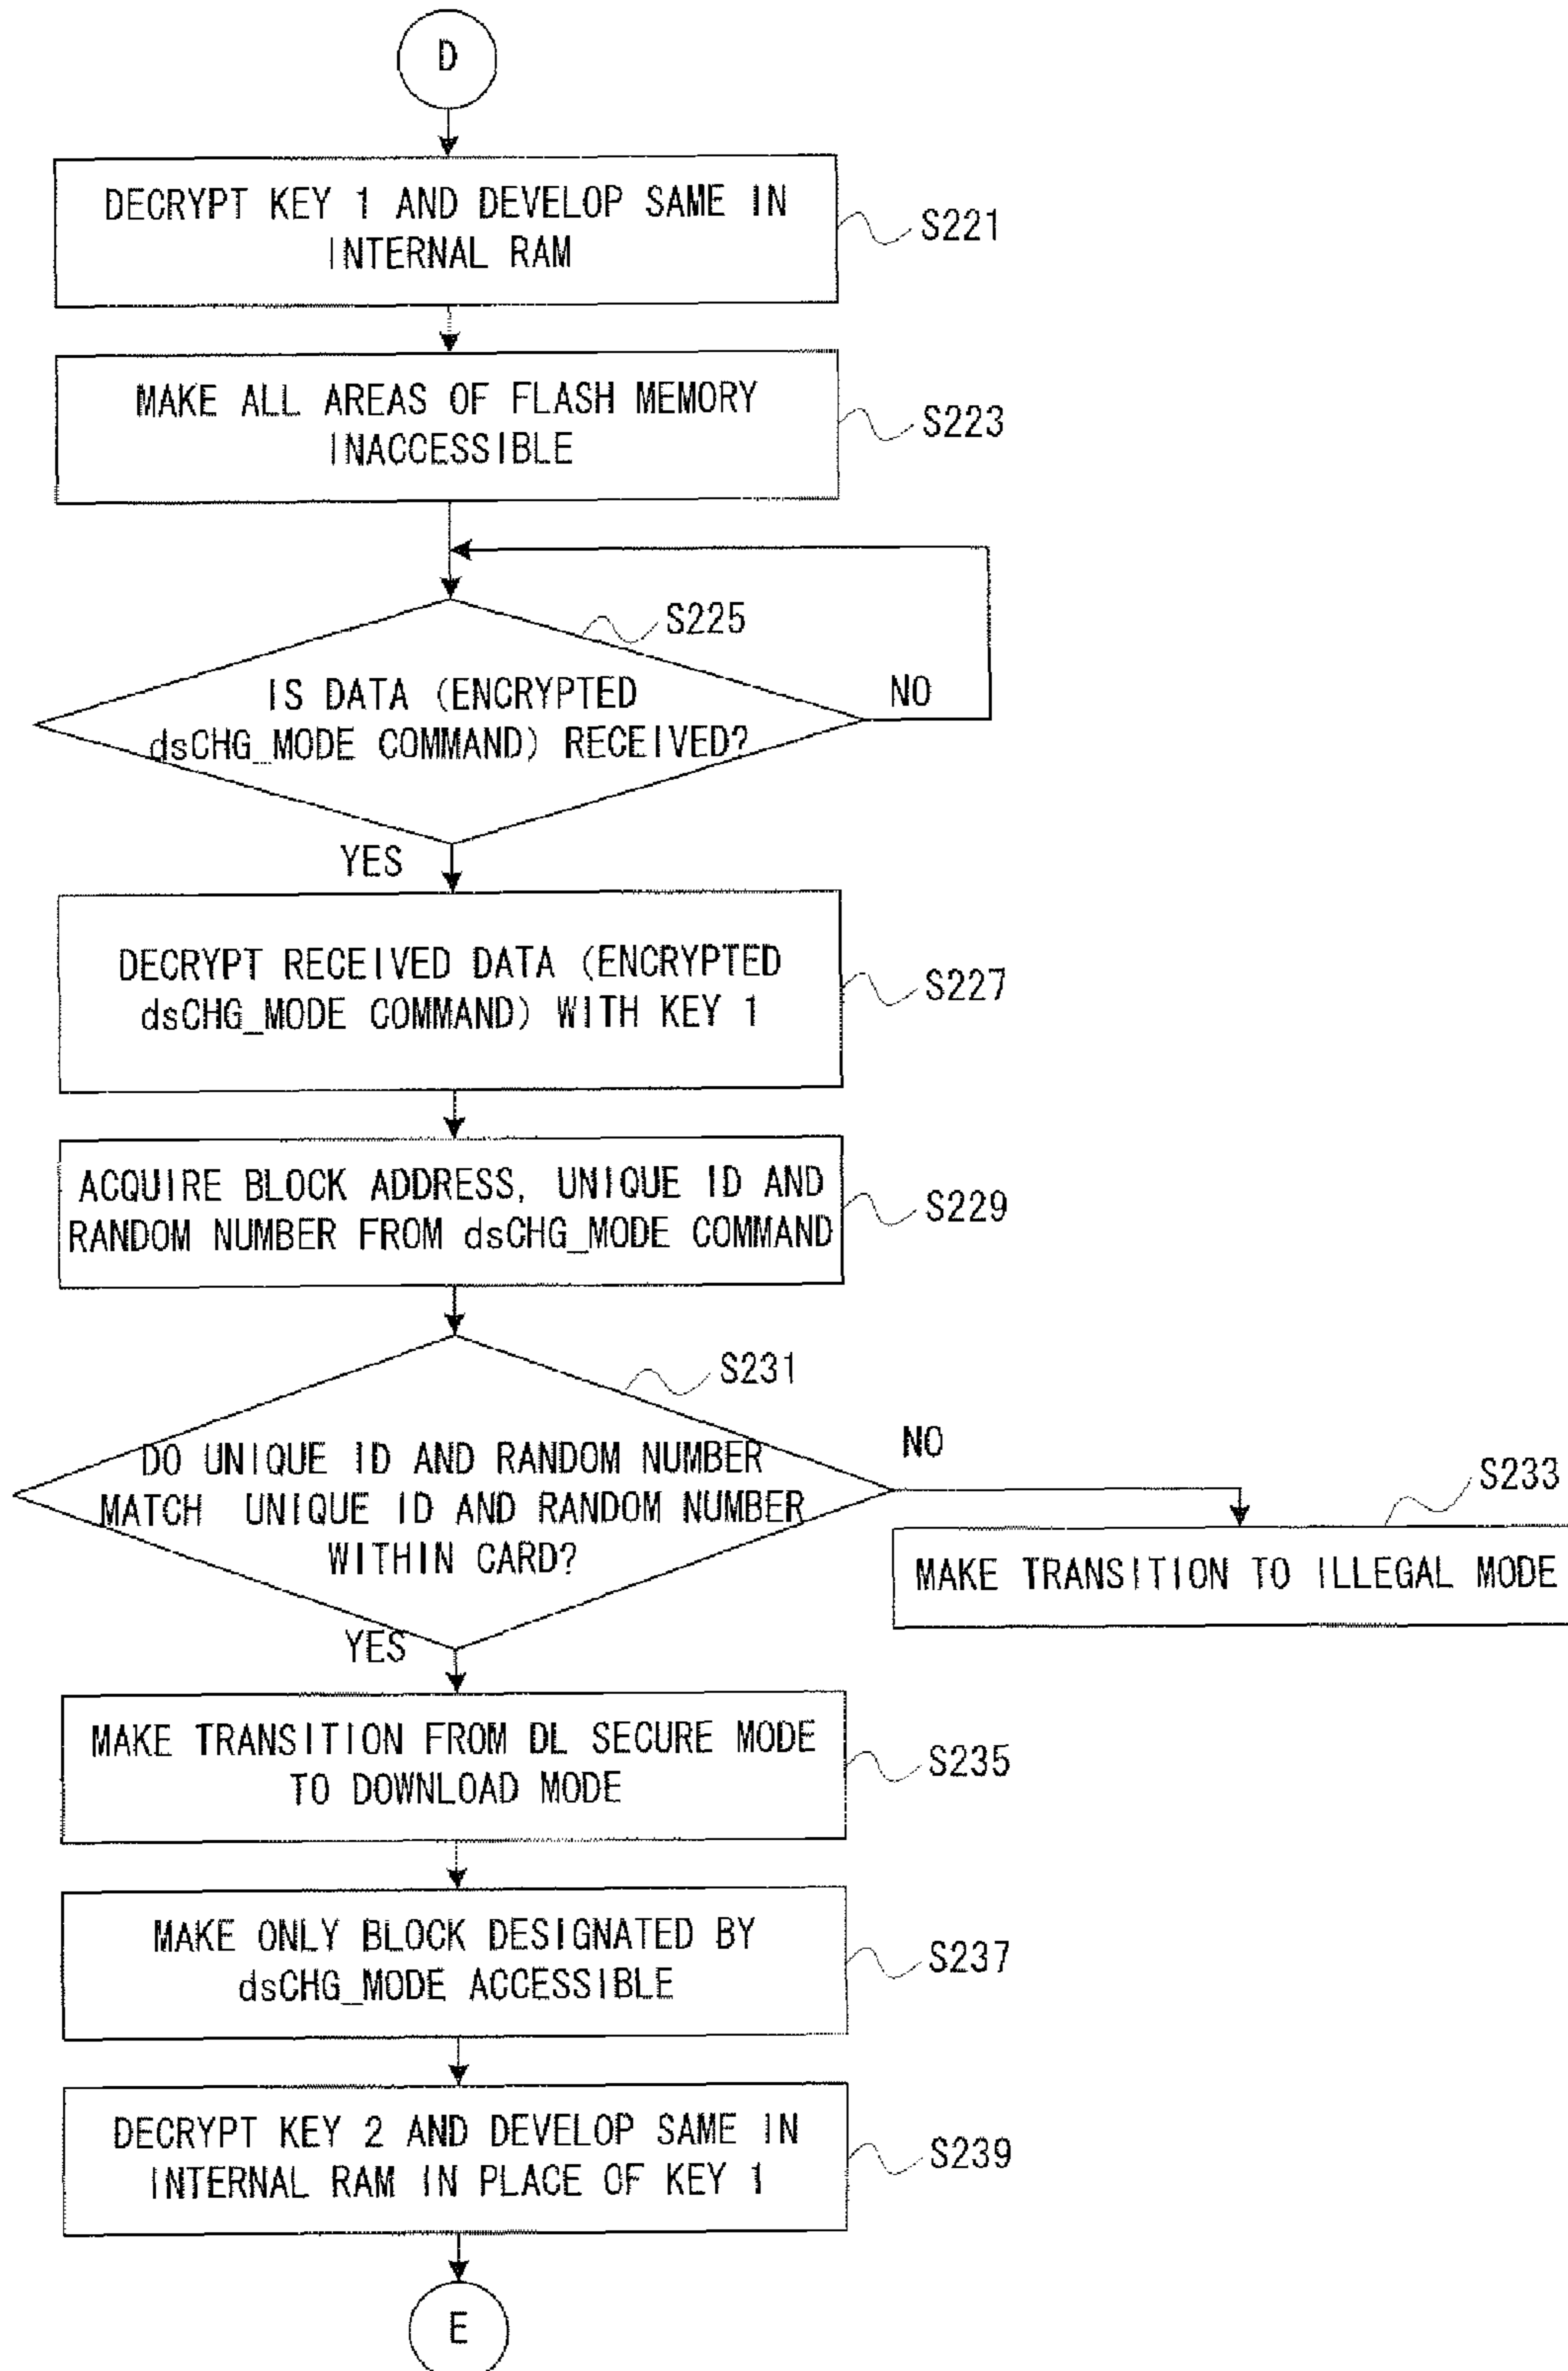 D
DECRYPT KEY 1 AND DEVELOP SAME IN
INTERNAL RAM
S221
MAKE ALL AREAS OF FLASH MEMORY
INACCESSIBLE
S223
S225
IS DATA (ENCRYPTED
dsCHG_MODE COMMAND) RECEIVED?
NO
YES
DECRYPT RECEIVED DATA (ENCRYPTED
dsCHG_MODE COMMAND) WITH KEY 1
S227
ACQUIRE BLOCK ADDRESS, UNIQUE ID AND
RANDOM NUMBER FROM dsCHG_MODE COMMAND
S229
S231
DO UNIQUE ID AND RANDOM NUMBER
MATCH UNIQUE ID AND RANDOM NUMBER
WITHIN CARD?
NO
S233
MAKE TRANSITION TO ILLEGAL MODE
YES
MAKE TRANSITION FROM DL SECURE MODE
TO DOWNLOAD MODE
S235
MAKE ONLY BLOCK DESIGNATED BY
dsCHG_MODE ACCESSIBLE
S237
DECRYPT KEY 2 AND DEVELOP SAME IN
INTERNAL RAM IN PLACE OF KEY 1
S239
E